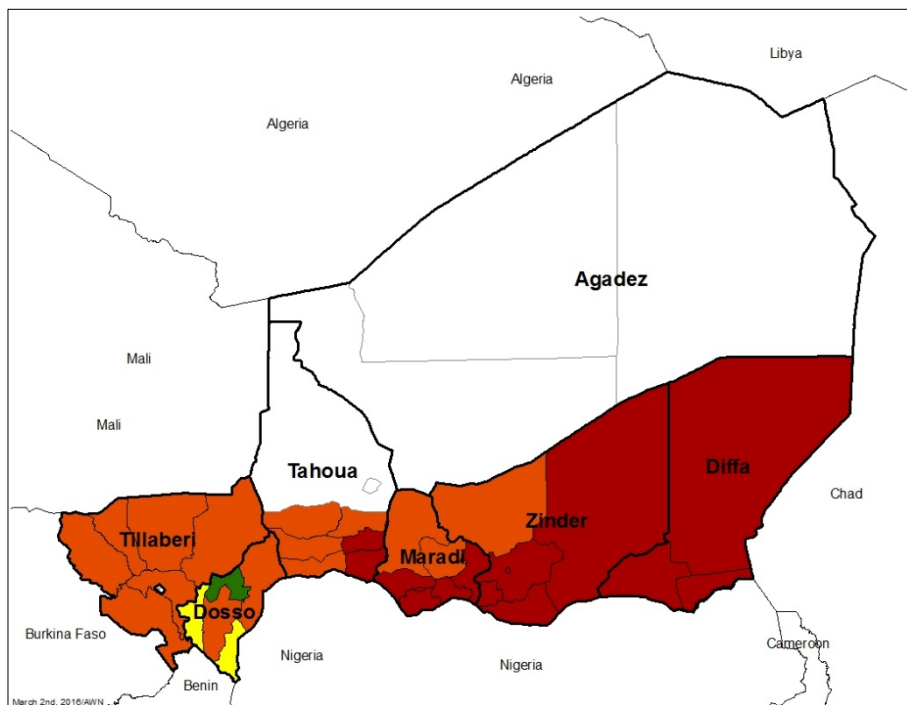 Libya
Algeria
Algeria
Agadez
Mali
Mali
Tahoua
Diffa
Chad
Zinder
Tillaberi
Maradi
Dosso
Burkina Faso
Nigeria
Nigeria
Cameroon
Benin
March 2nd, 2016/AWN